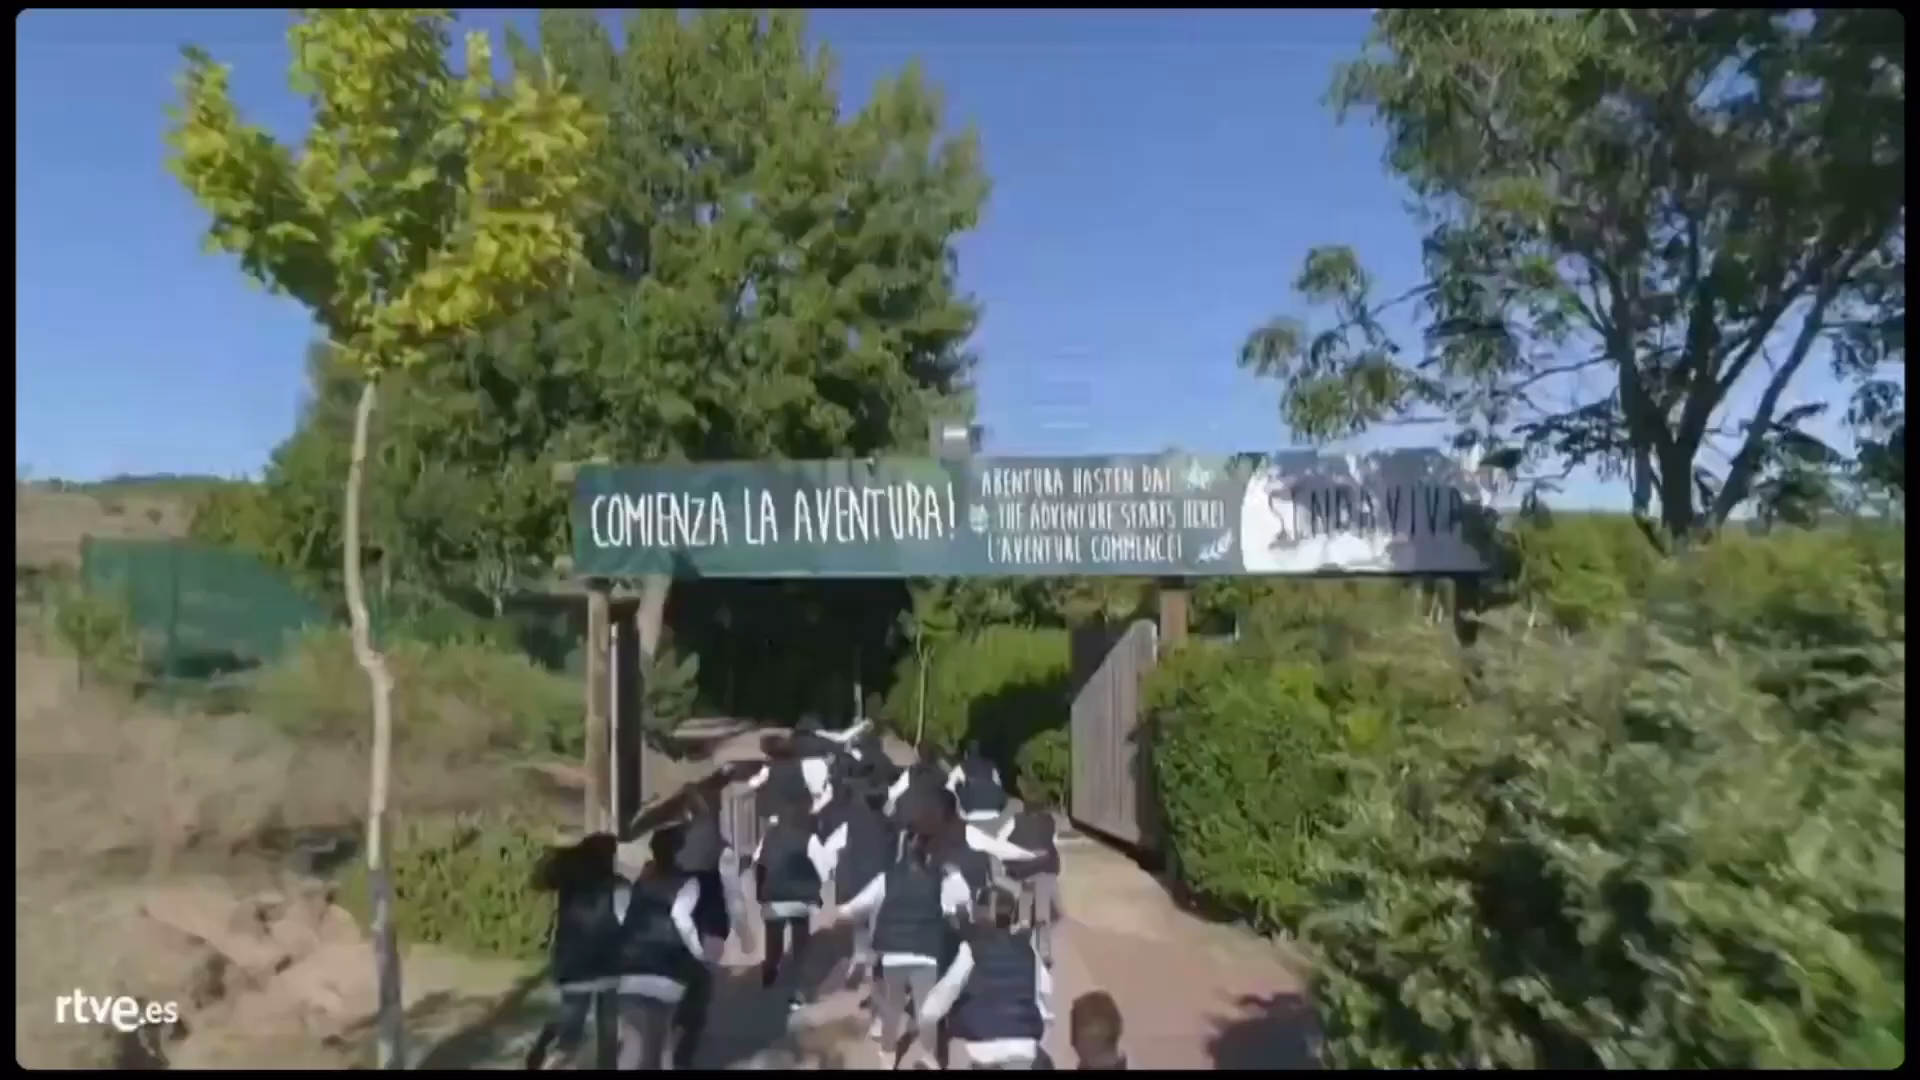 COMIENZA LA AVENTURA!
ABENTURA HASTEN DA!
THE ADVENTURE STARTS HERE!
L'AVENTURE COMMENCE!
SENDAVIVA
rtve.es